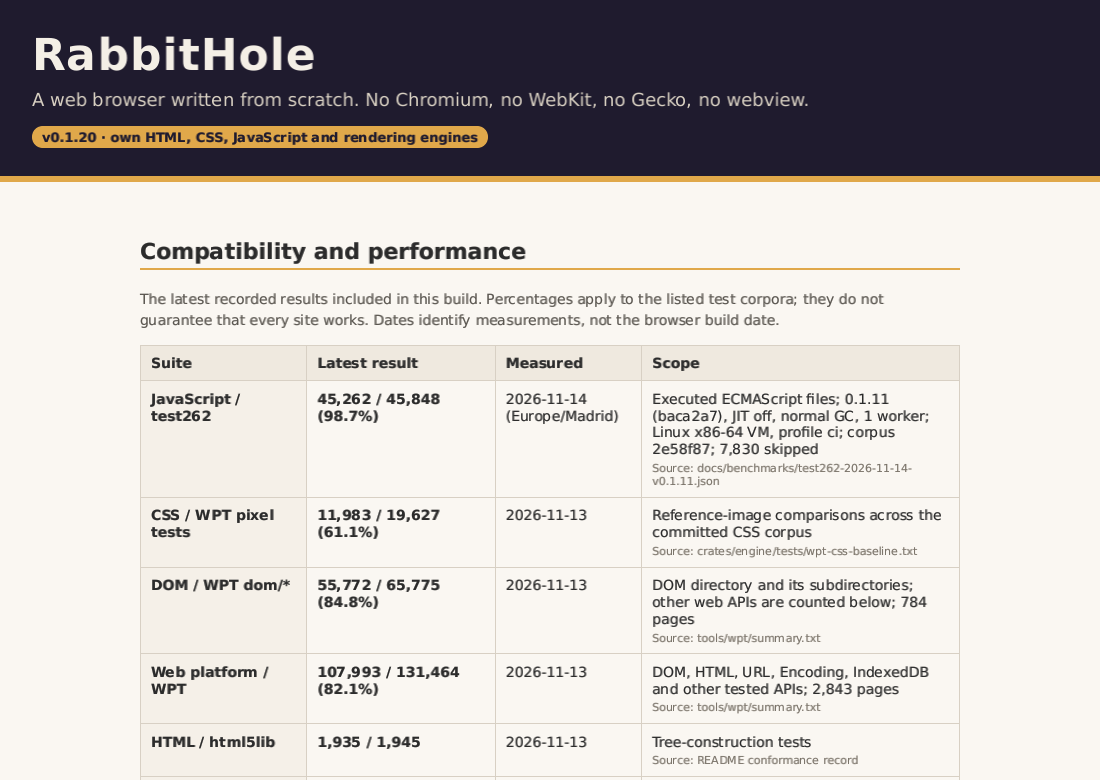 RabbitHole
A web browser written from scratch. No Chromium, no WebKit, no Gecko, no webview.
v0.1.20 · own HTML, CSS, JavaScript and rendering engines
Compatibility and performance
The latest recorded results included in this build. Percentages apply to the listed test corpora; they do not
guarantee that every site works. Dates identify measurements, not the browser build date.
Suite
Latest result
Measured
Scope
JavaScript /
test262
45,262 / 45,848
(98.7%)
2026-11-14
(Europe/Madrid)
Executed ECMAScript files; 0.1.11
(baca2a7), JIT off, normal GC, 1 worker;
Linux x86-64 VM, profile ci; corpus
2e58f87; 7,830 skipped
Source: docs/benchmarks/test262-2026-11-14-
v0.1.11.json
CSS / WPT pixel
tests
11,983 / 19,627
(61.1%)
2026-11-13
Reference-image comparisons across the
committed CSS corpus
Source: crates/engine/tests/wpt-css-baseline.txt
DOM / WPT dom/*
55,772 / 65,775
(84.8%)
2026-11-13
DOM directory and its subdirectories;
other web APIs are counted below; 784
pages
Source: tools/wpt/summary.txt
Web platform /
WPT
107,993 / 131,464
(82.1%)
2026-11-13
DOM, HTML, URL, Encoding, IndexedDB
and other tested APIs; 2,843 pages
Source: tools/wpt/summary.txt
HTML / html5lib
1,935 / 1,945
2026-11-13
Tree-construction tests
Source: README conformance record